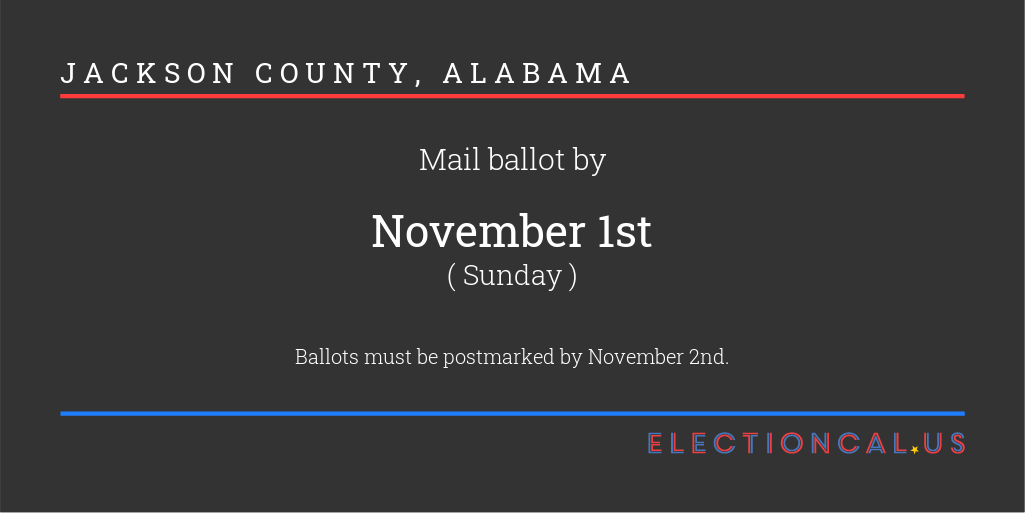 JACKSON COUNTY, ALABAMA
Mail ballot by
November 1st
( Sunday )
Ballots must be postmarked by November 2nd.
ELECTIONCAL.US